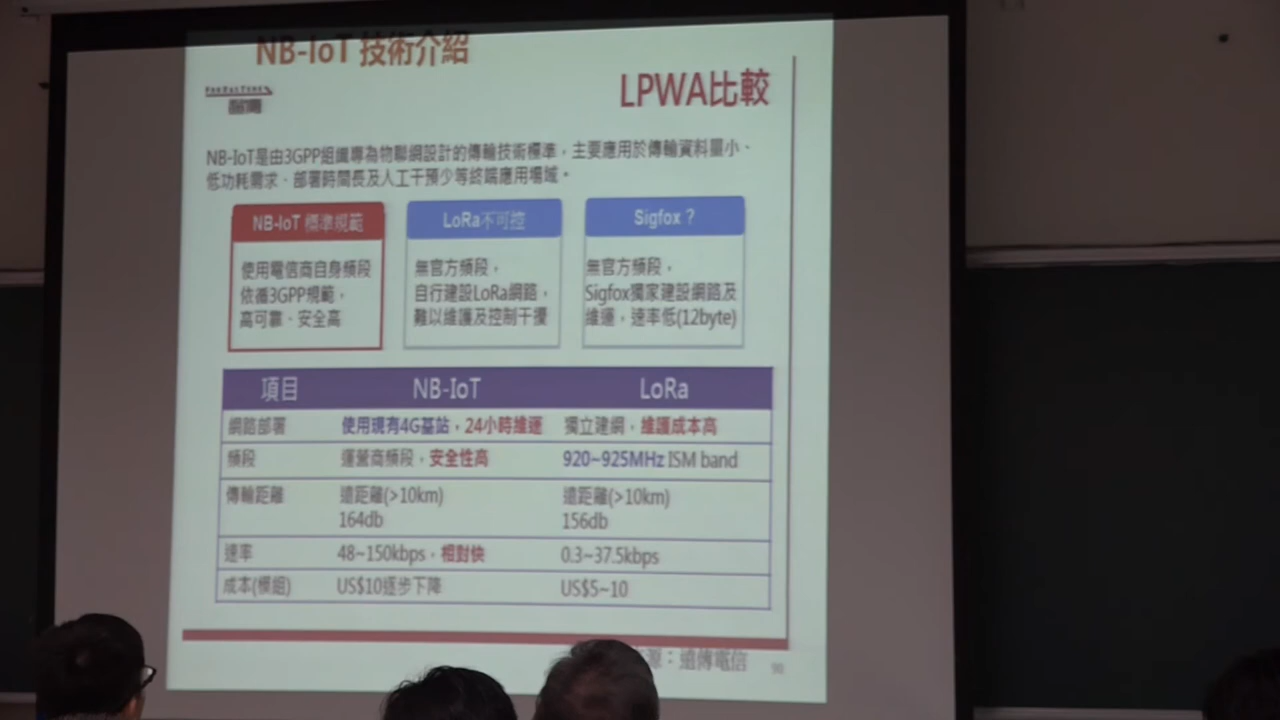 NB-IoT 技術介紹
LPWA比較
NB-IoT是由3GPP組織專為物聯網設計的傳輸技術標準，主要應用於傳輸資料量小、
低功耗需求、部署時間長及人工干預少等終端應用場域。
NB-IoT 標準規範
使用電信商自身頻段
依循3GPP規範，
高可靠、安全高
LoRa不可控
無官方頻段，
自行建設LoRa網路，
難以維護及控制干擾
Sigfox？
無官方頻段，
Sigfox獨家建設網路及
維運，速率低(12byte)
項目 NB-IoT LoRa
網路部署 使用現有4G基站，24小時維運 獨立建網，維護成本高
頻段 運營商頻段，安全性高 920~925MHz ISM band
傳輸距離 遠距離(>10km) 遠距離(>10km)
164db 156db
速率 48~150kbps，相對快 0.3~37.5kbps
成本(模組) US$10逐步下降 US$5~10
源：遠傳電信
90